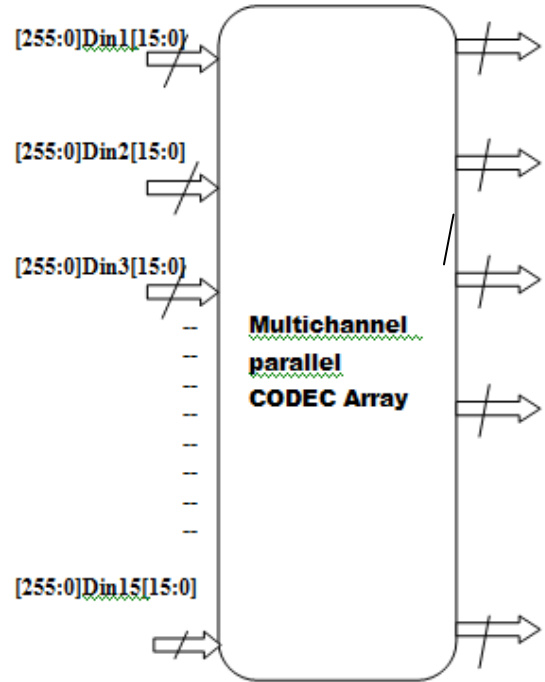 [255:0]Din1[15:0]
[255:0]Din2[15:0]
[255:0]Din3[15:0]
--
--
--
--
--
--
--
--
Multichannel
parallel
CODEC Array
[255:0]Din15[15:0]